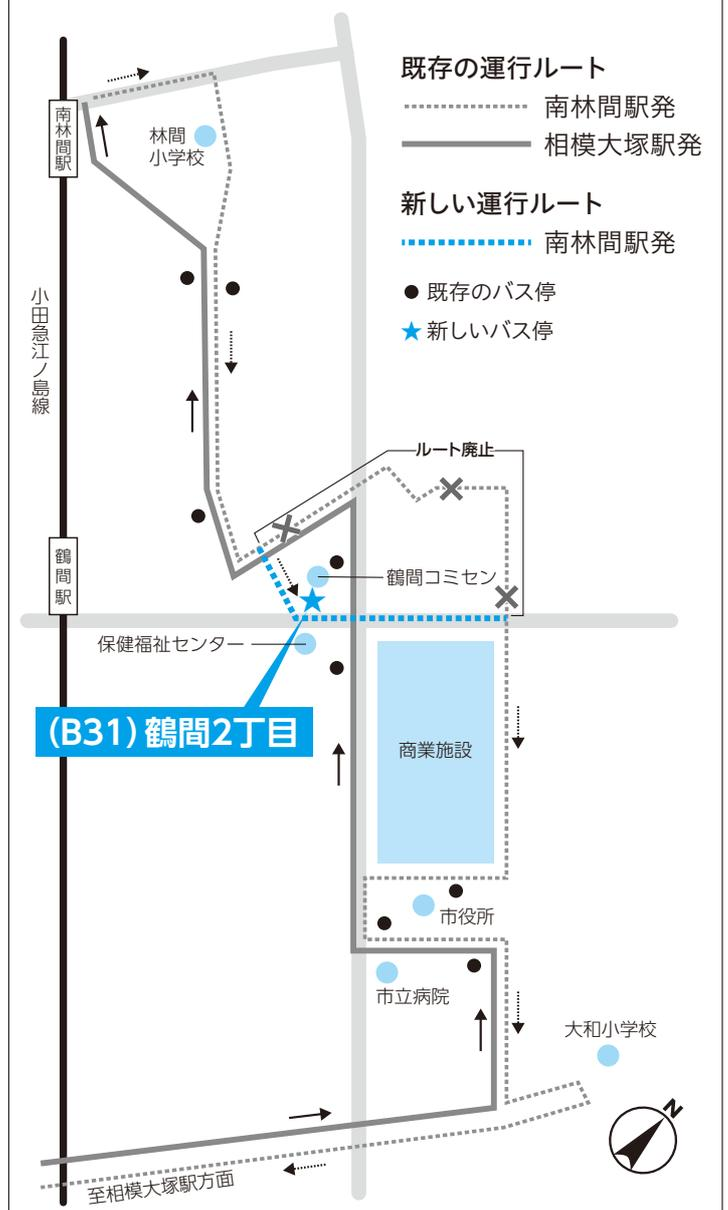 既存の運行ルート
南林間駅発
相模大塚駅発
新しい運行ルート
南林間駅発
既存のバス停
新しいバス停
南林間駅
林間
小学校
小田急江ノ島線
ルート廃止
鶴間駅
鶴間コミセン
保健福祉センター
(B31)鶴間2丁目
商業施設
市役所
市立病院
大和小学校
N
至相模大塚駅方面